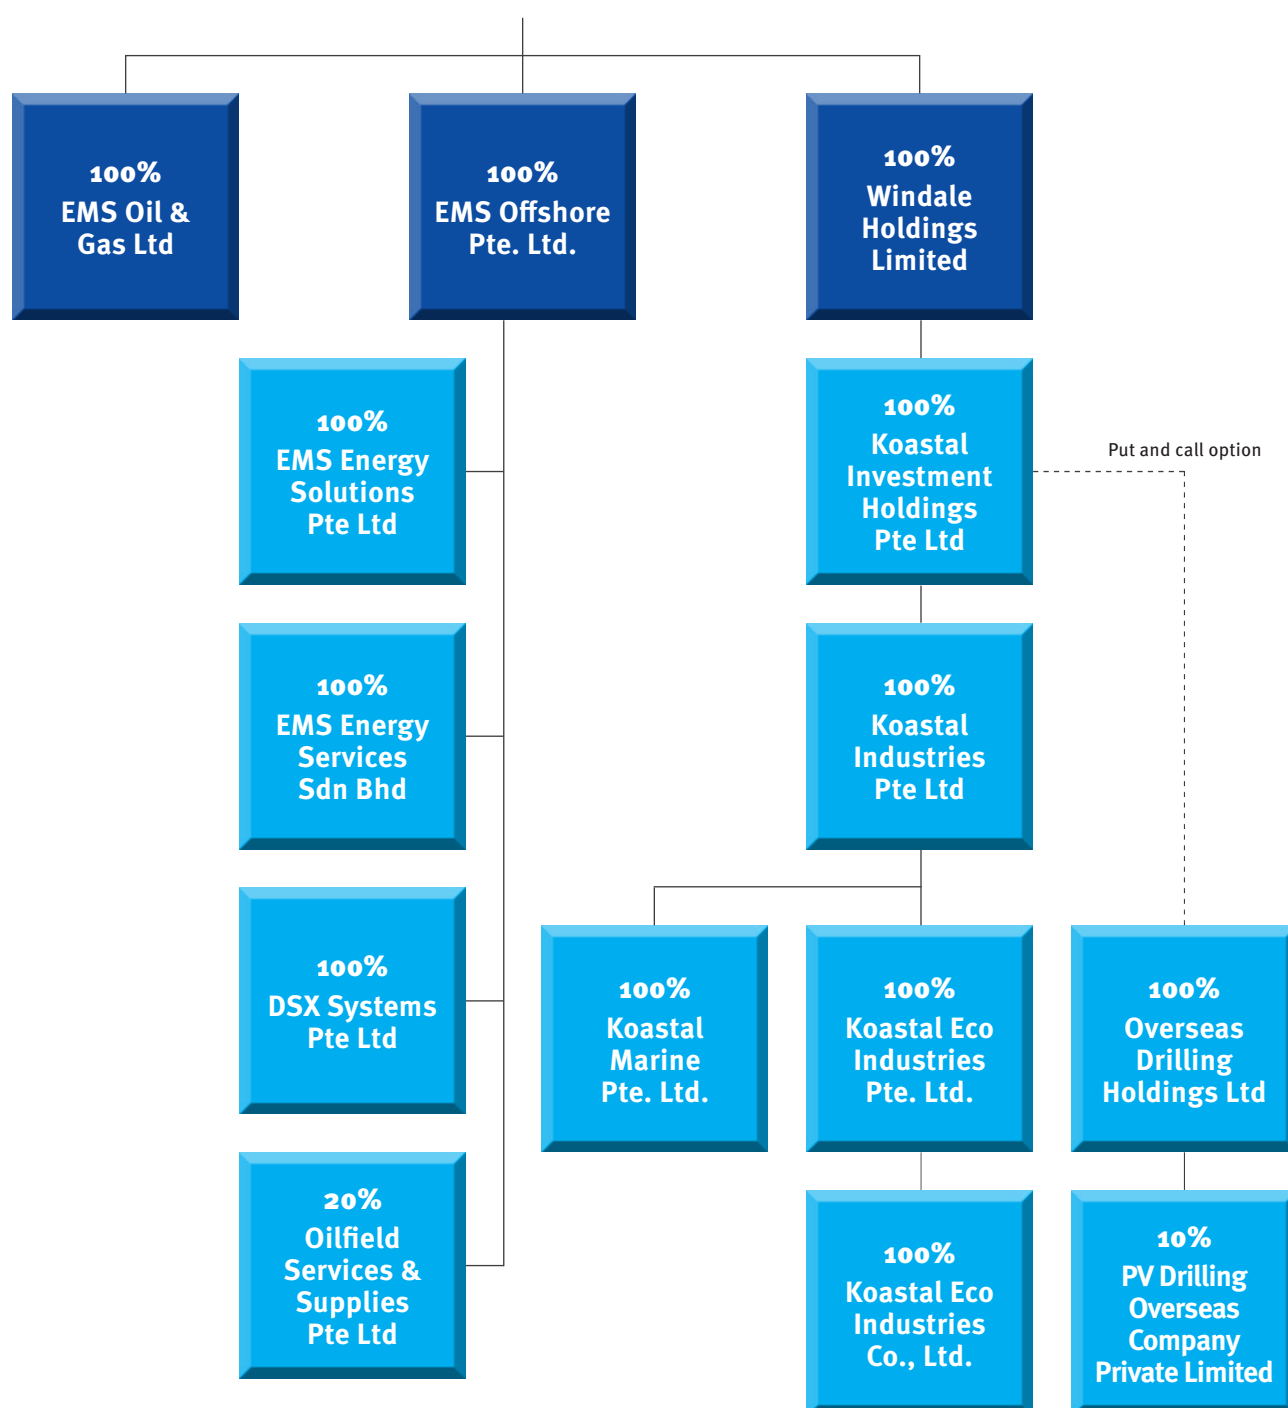 100%
EMS Oil &
Gas Ltd
100%
EMS Offshore
Pte. Ltd.
100%
Windale
Holdings
Limited
100%
EMS Energy
Solutions
Pte Ltd
100%
Koastal
Investment
Holdings
Pte Ltd
Put and call option
100%
EMS Energy
Services
Sdn Bhd
100%
Koastal
Industries
Pte Ltd
100%
DSX Systems
Pte Ltd
100%
Koastal
Marine
Pte. Ltd.
100%
Koastal Eco
Industries
Pte. Ltd.
100%
Overseas
Drilling
Holdings Ltd
20%
Oilfield
Services &
Supplies
Pte Ltd
100%
Koastal Eco
Industries
Co., Ltd.
10%
PV Drilling
Overseas
Company
Private Limited